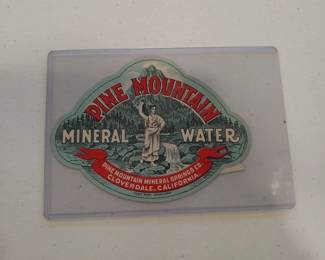 PINE MOUNTAIN
MINERAL WATER
PINE MOUNTAIN MINERAL SPRINGS CO.
CLOVERDALE, CALIFORNIA.